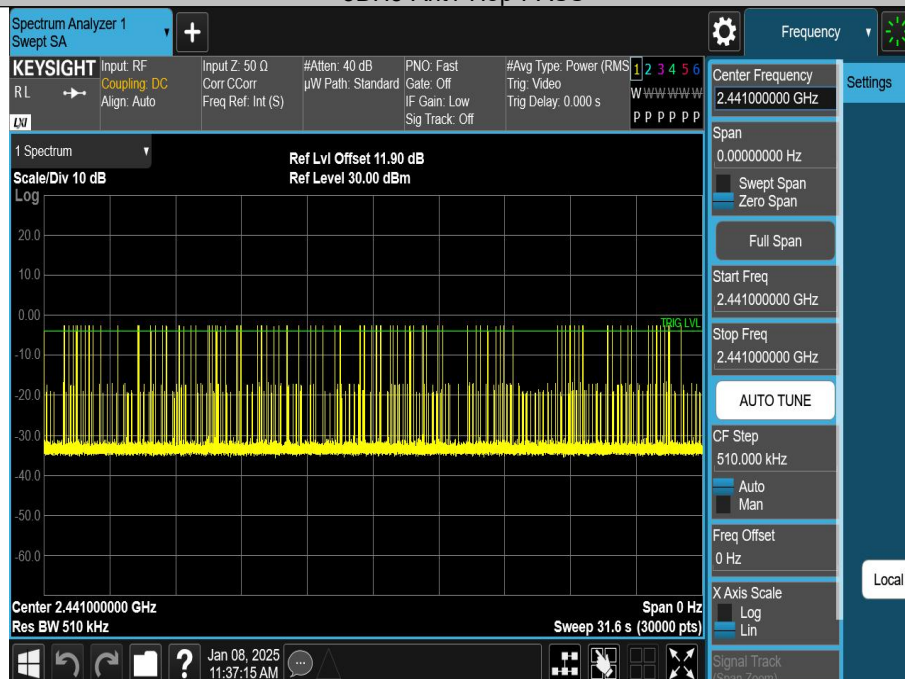 Spectrum Analyzer 1
Swept SA
Frequency
KEYSIGHT
RL
LXI
Input: RF
Coupling: DC
Align: Auto
Input Z: 50 Ω
Corr CCorr
Freq Ref: Int (S)
#Atten: 40 dB
µW Path: Standard
PNO: Fast
Gate: Off
IF Gain: Low
Sig Track: Off
#Avg Type: Power (RMS
Trig: Video
Trig Delay: 0.000 s
1 2 3 4 5 6
W W W W W W
P P P P P P
1 Spectrum
Scale/Div 10 dB
Log
Ref Lvl Offset 11.90 dB
Ref Level 30.00 dBm
20.0
10.0
0.00
TRIG LVL
-10.0
-20.0
-30.0
-40.0
-50.0
-60.0
Center 2.441000000 GHz
Res BW 510 kHz
Span 0 Hz
Sweep 31.6 s (30000 pts)
Center Frequency
2.441000000 GHz
Settings
Span
0.00000000 Hz
Swept Span
Zero Span
Full Span
Start Freq
2.441000000 GHz
Stop Freq
2.441000000 GHz
AUTO TUNE
CF Step
510.000 kHz
Auto
Man
Freq Offset
0 Hz
Local
X Axis Scale
Log
Lin
Signal Track
(Span Zoom)
?
Jan 08, 2025
11:37:15 AM